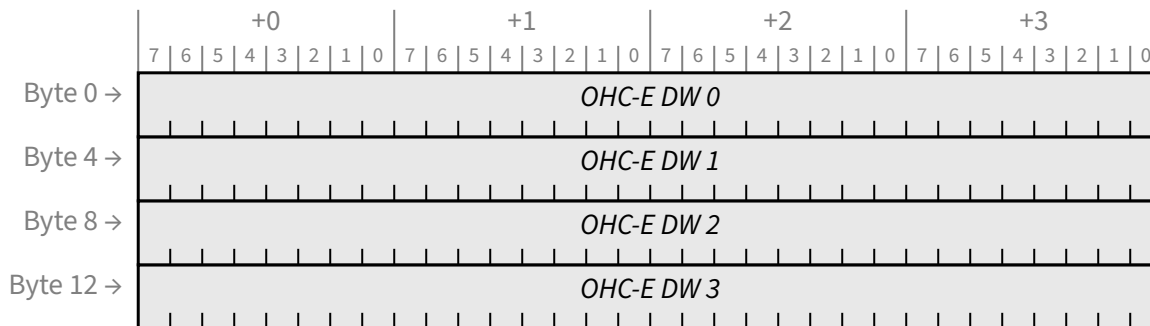 +0 +1 +2 +3
7 6 5 4 3 2 1 0 7 6 5 4 3 2 1 0 7 6 5 4 3 2 1 0 7 6 5 4 3 2 1 0
Byte 0 → OHC-E DW 0
Byte 4 → OHC-E DW 1
Byte 8 → OHC-E DW 2
Byte 12 → OHC-E DW 3